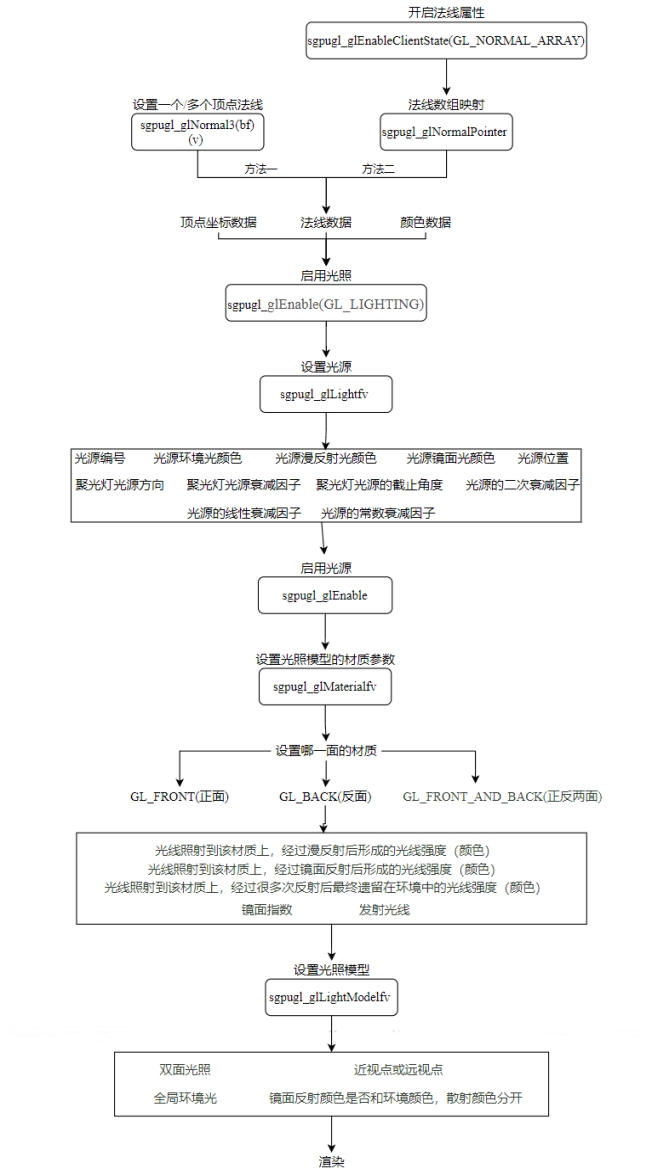 开启法线属性
sgpugl_glEnableClientState(GL_NORMAL_ARRAY)
设置一个/多个顶点法线
法线数组映射
sgpugl_glNormal3(bf)
(v)
sgpugl_glNormalPointer
方法一
方法二
顶点坐标数据 法线数据 颜色数据
启用光照
sgpugl_glEnable(GL_LIGHTING)
设置光源
sgpugl_glLightfv
光源编号 光源环境光颜色 光源漫反射光颜色 光源镜面光颜色 光源位置
聚光灯光源方向 聚光灯光源衰减因子 聚光灯光源的截止角度 光源的二次衰减因子
光源的线性衰减因子 光源的常数衰减因子
启用光源
sgpugl_glEnable
设置光照模型的材质参数
sgpugl_glMaterialfv
设置哪一面的材质
GL_FRONT(正面) GL_BACK(反面) GL_FRONT_AND_BACK(正反两面)
光线照射到该材质上，经过漫反射后形成的光线强度（颜色）
光线照射到该材质上，经过镜面反射后形成的光线强度（颜色）
光线照射到该材质上，经过很多次反射后最终遗留在环境中的光线强度（颜色）
镜面指数 发射光线
设置光照模型
sgpugl_glLightModelfv
双面光照 近视点或远视点
全局环境光 镜面反射颜色是否和环境颜色，散射颜色分开
渲染